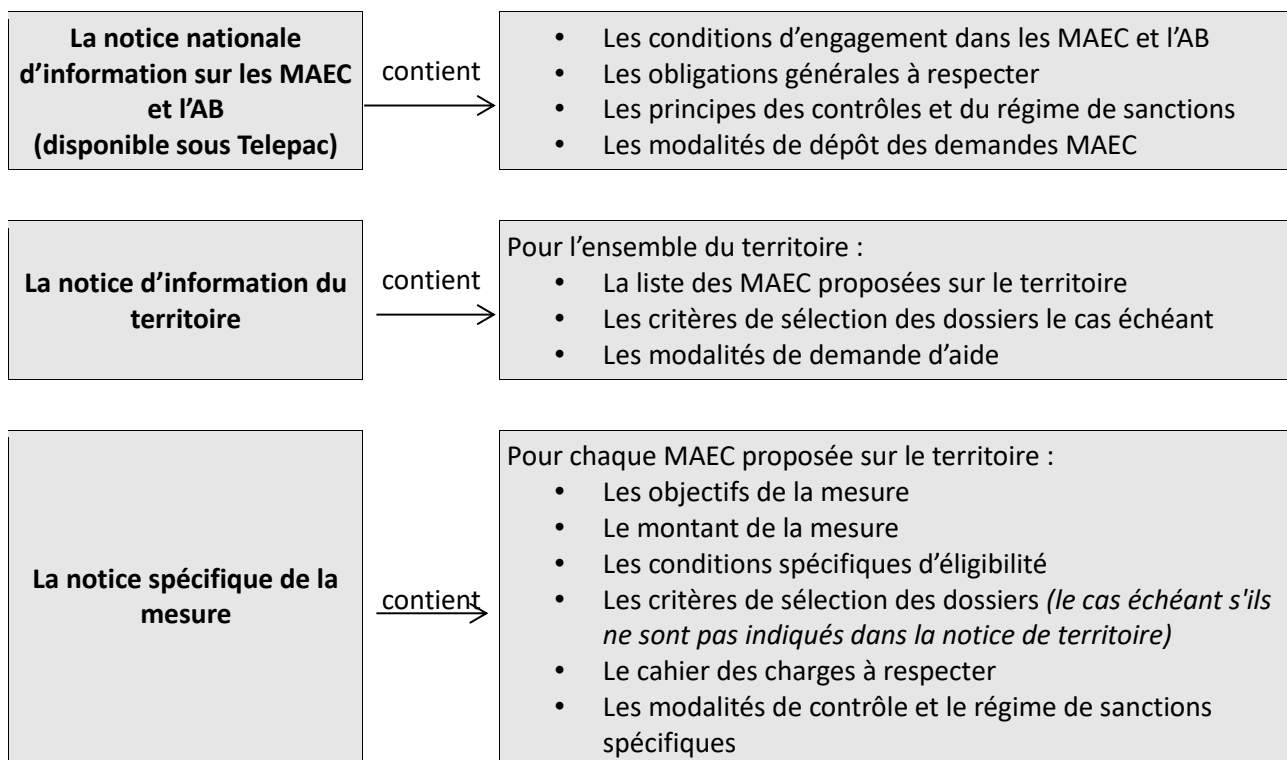 La notice nationale
d’information sur les MAEC
et l’AB
(disponible sous Telepac)
contient
• Les conditions d’engagement dans les MAEC et l’AB
• Les obligations générales à respecter
• Les principes des contrôles et du régime de sanctions
• Les modalités de dépôt des demandes MAEC
La notice d’information du
territoire
contient
Pour l’ensemble du territoire :
• La liste des MAEC proposées sur le territoire
• Les critères de sélection des dossiers le cas échéant
• Les modalités de demande d’aide
La notice spécifique de la
mesure
contient
Pour chaque MAEC proposée sur le territoire :
• Les objectifs de la mesure
• Le montant de la mesure
• Les conditions spécifiques d’éligibilité
• Les critères de sélection des dossiers (le cas échéant s'ils
ne sont pas indiqués dans la notice de territoire)
• Le cahier des charges à respecter
• Les modalités de contrôle et le régime de sanctions
spécifiques